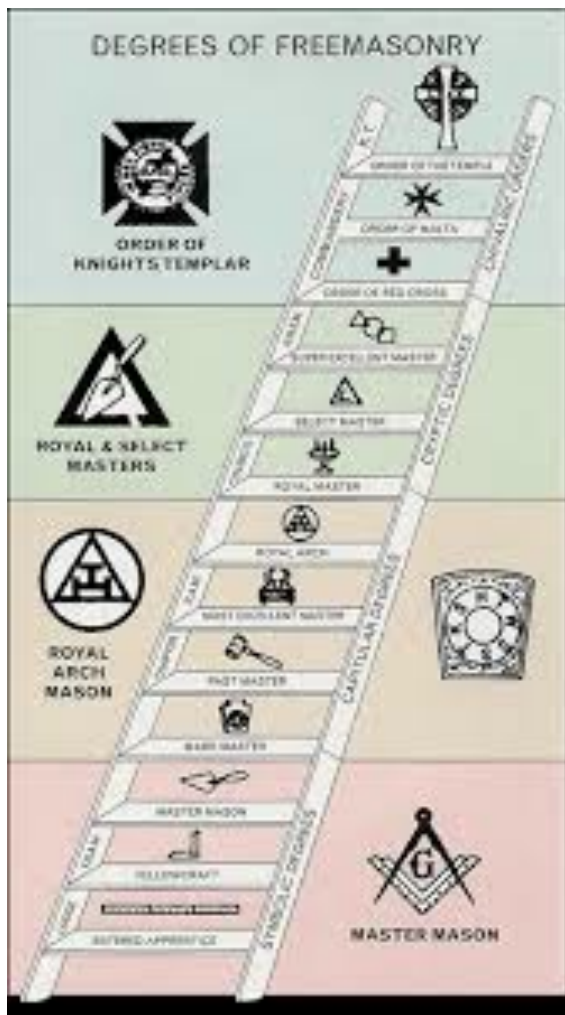 DEGREES OF FREEMASONRY
K.T.
ORDER OF THE TEMPLE
ORDER OF
KNIGHTS TEMPLAR
ORDER OF MALTA
ORDER OF RED CROSS
COMMANDERY
CHIVALRIC DEGREES
SUPER EXCELLENT MASTER
SELECT MASTER
ROYAL MASTER
ROYAL & SELECT
MASTERS
CRYPTIC DEGREES
ROYAL ARCH
MOST EXCELLENT MASTER
PAST MASTER
MARK MASTER
ROYAL
ARCH
MASON
CAPITULAR DEGREES
MASTER MASON
FELLOWCRAFT
ENTERED APPRENTICE
SYMBOLIC DEGREES
G
MASTER MASON